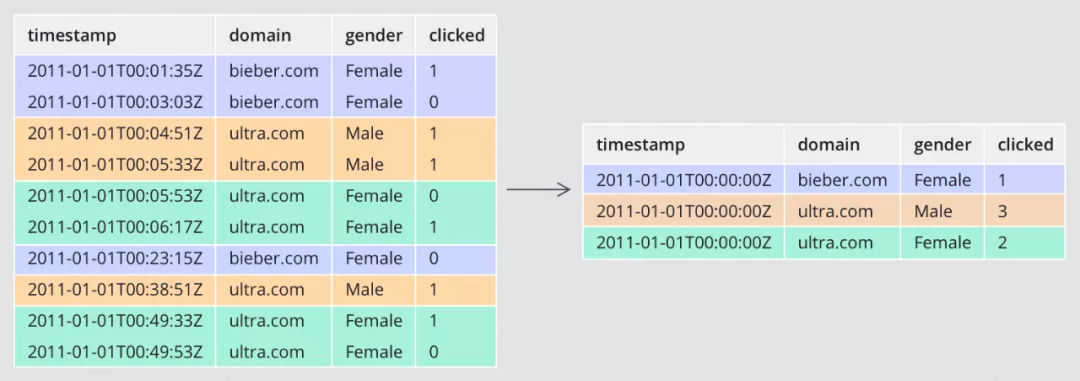 timestamp domain gender clicked
2011-01-01T00:01:35Z bieber.com Female 1
2011-01-01T00:03:03Z bieber.com Female 0
2011-01-01T00:04:51Z ultra.com Male 1
2011-01-01T00:05:33Z ultra.com Male 1
2011-01-01T00:05:53Z ultra.com Female 0
2011-01-01T00:06:17Z ultra.com Female 1
2011-01-01T00:23:15Z bieber.com Female 0
2011-01-01T00:38:51Z ultra.com Male 1
2011-01-01T00:49:33Z ultra.com Female 1
2011-01-01T00:49:53Z ultra.com Female 0
timestamp domain gender clicked
2011-01-01T00:00:00Z bieber.com Female 1
2011-01-01T00:00:00Z ultra.com Male 3
2011-01-01T00:00:00Z ultra.com Female 2